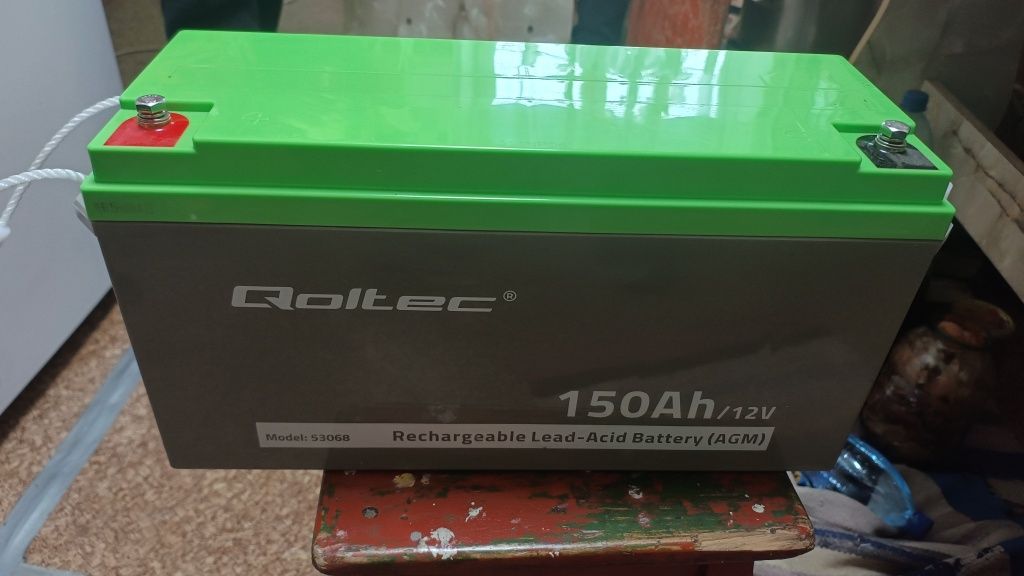 Qoltec®
150Ah/12V
Model: 53068 Rechargeable Lead-Acid Battery (AGM)